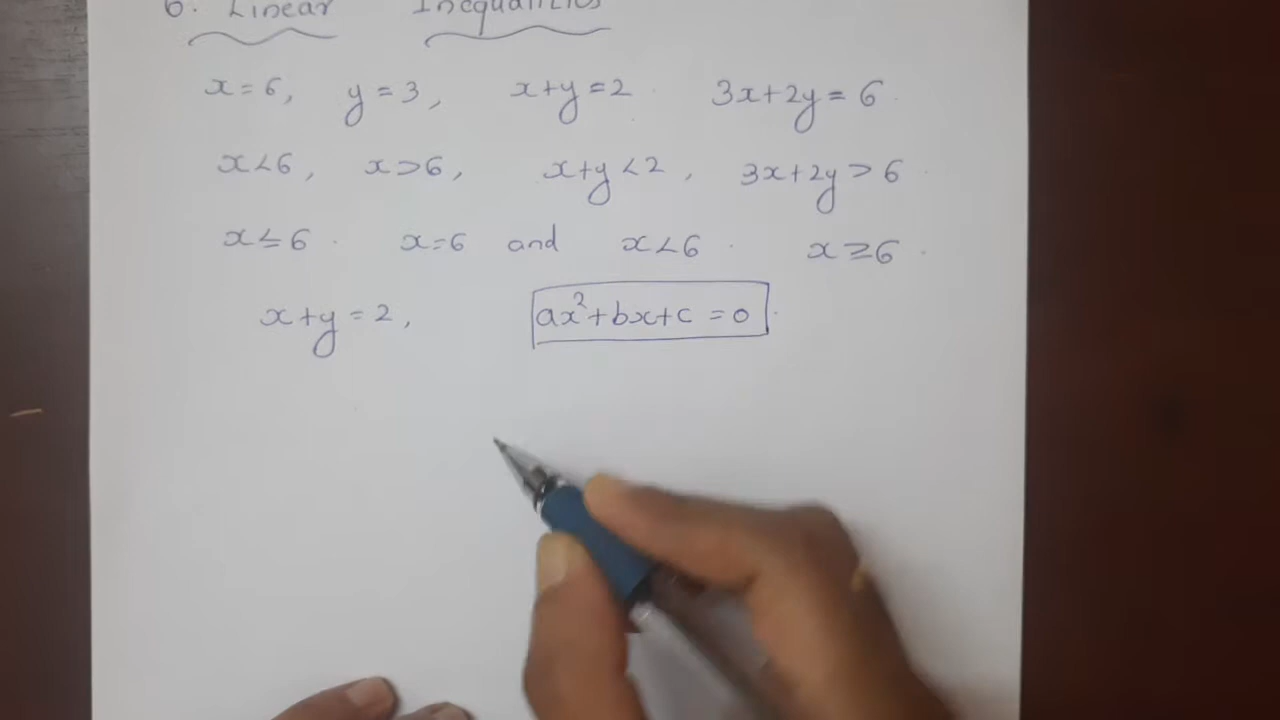 6. Linear Inequalities
x=6, y=3, x+y=2. 3x+2y=6.
x<6, x>6, x+y<2, 3x+2y>6.
x≤6. x=6 and x<6. x≥6.
x+y=2, ax²+bx+c=0.